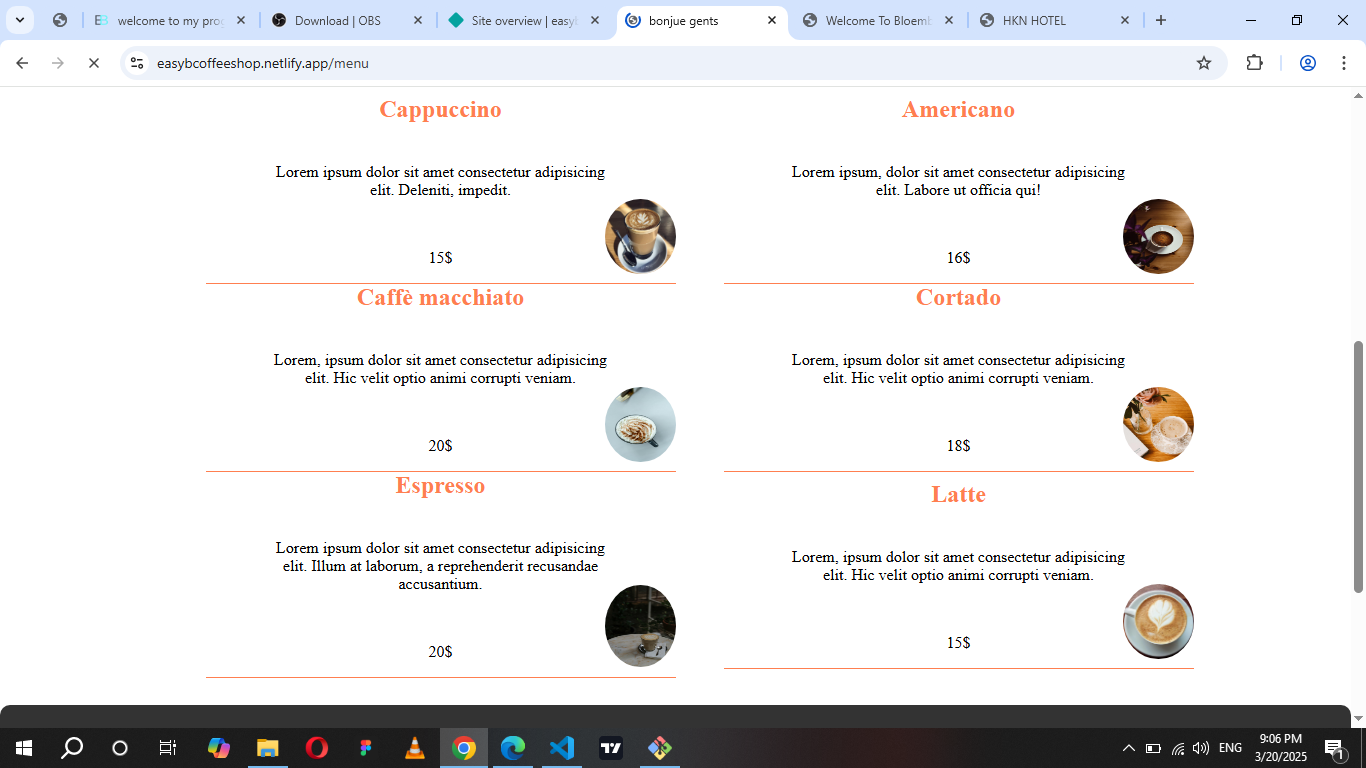 welcome to my pro
Download | OBS
Site overview | easyb
bonjue gents
Welcome To Bloemb
HKN HOTEL
easybcoffeeshop.netlify.app/menu
Cappuccino
Lorem ipsum dolor sit amet consectetur adipisicing
elit. Deleniti, impedit.
15$
Americano
Lorem ipsum, dolor sit amet consectetur adipisicing
elit. Labore ut officia qui!
16$
Caffè macchiato
Lorem, ipsum dolor sit amet consectetur adipisicing
elit. Hic velit optio animi corrupti veniam.
20$
Cortado
Lorem, ipsum dolor sit amet consectetur adipisicing
elit. Hic velit optio animi corrupti veniam.
18$
Espresso
Lorem ipsum dolor sit amet consectetur adipisicing
elit. Illum at laborum, a reprehenderit recusandae
accusantium.
20$
Latte
Lorem, ipsum dolor sit amet consectetur adipisicing
elit. Hic velit optio animi corrupti veniam.
15$
ENG
9:06 PM
3/20/2025
1